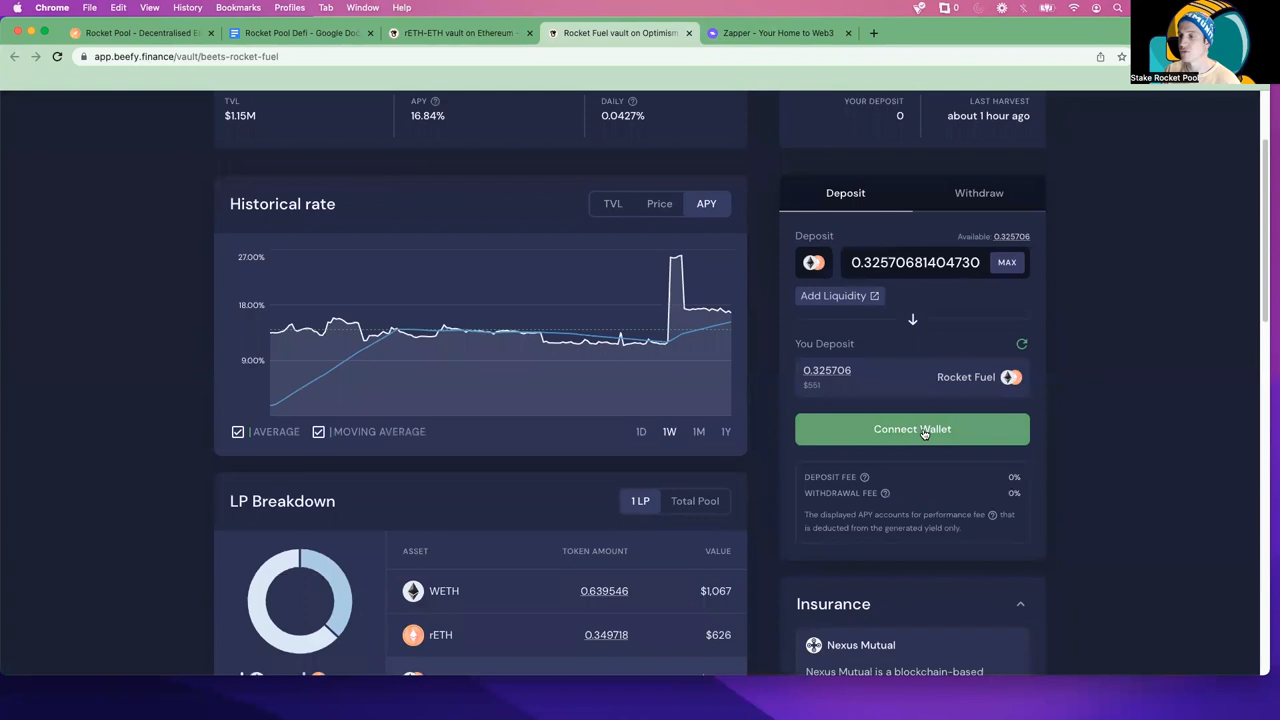 Chrome File Edit View History Bookmarks Profiles Tab Window Help
Rocket Pool - Decentralised E
Rocket Pool Defi - Google Doc
rETH-ETH vault on Ethereum
Rocket Fuel vault on Optimism
Zapper - Your Home to Web3
app.beefy.finance/vault/beets-rocket-fuel
Stake Rocket Pool
TVL
$1.15M
APY
16.84%
DAILY
0.0427%
YOUR DEPOSIT
0
LAST HARVEST
about 1 hour ago
Historical rate
TVL Price APY
27.00%
18.00%
9.00%
| AVERAGE | MOVING AVERAGE
1D 1W 1M 1Y
LP Breakdown
1 LP Total Pool
ASSET TOKEN AMOUNT VALUE
WETH 0.639546 $1,067
rETH 0.349718 $626
Deposit Withdraw
Deposit Available: 0.325706
0.32570681404730 MAX
Add Liquidity
You Deposit
0.325706
$551
Rocket Fuel
Connect Wallet
DEPOSIT FEE 0%
WITHDRAWAL FEE 0%
The displayed APY accounts for performance fee that
is deducted from the generated yield only.
Insurance
Nexus Mutual
Nexus Mutual is a blockchain-based